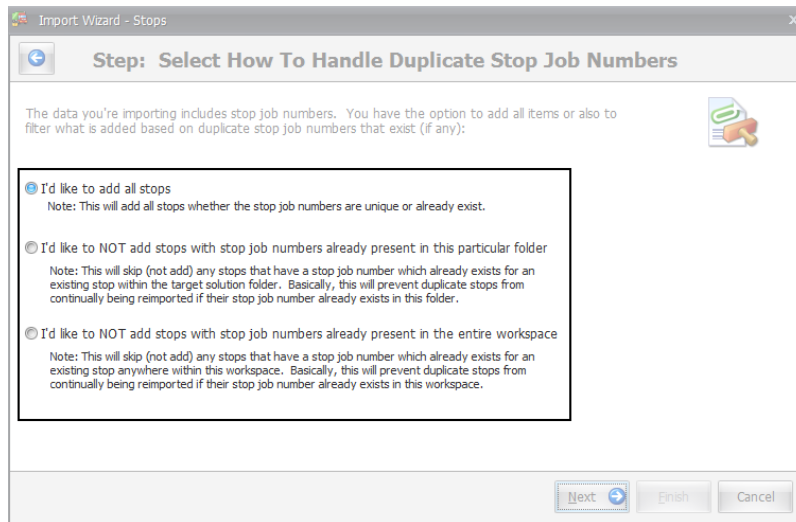 Import Wizard - Stops
x
Step: Select How To Handle Duplicate Stop Job Numbers
The data you're importing includes stop job numbers. You have the option to add all items or also to
filter what is added based on duplicate stop job numbers that exist (if any):
I'd like to add all stops
Note: This will add all stops whether the stop job numbers are unique or already exist.
I'd like to NOT add stops with stop job numbers already present in this particular folder
Note: This will skip (not add) any stops that have a stop job number which already exists for an
existing stop within the target solution folder. Basically, this will prevent duplicate stops from
continually being reimported if their stop job number already exists in this folder.
I'd like to NOT add stops with stop job numbers already present in the entire workspace
Note: This will skip (not add) any stops that have a stop job number which already exists for an
existing stop anywhere within this workspace. Basically, this will prevent duplicate stops from
continually being reimported if their stop job number already exists in this workspace.
Next Finish Cancel